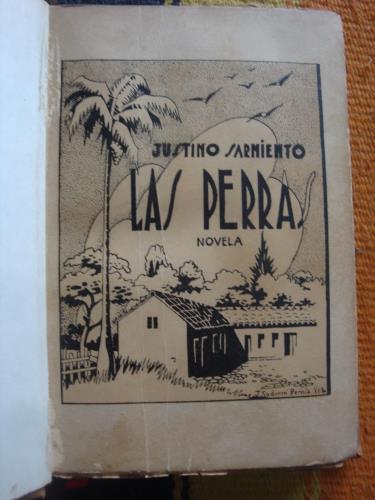 JUSTINO SARMIENTO
LAS PERRAS
NOVELA